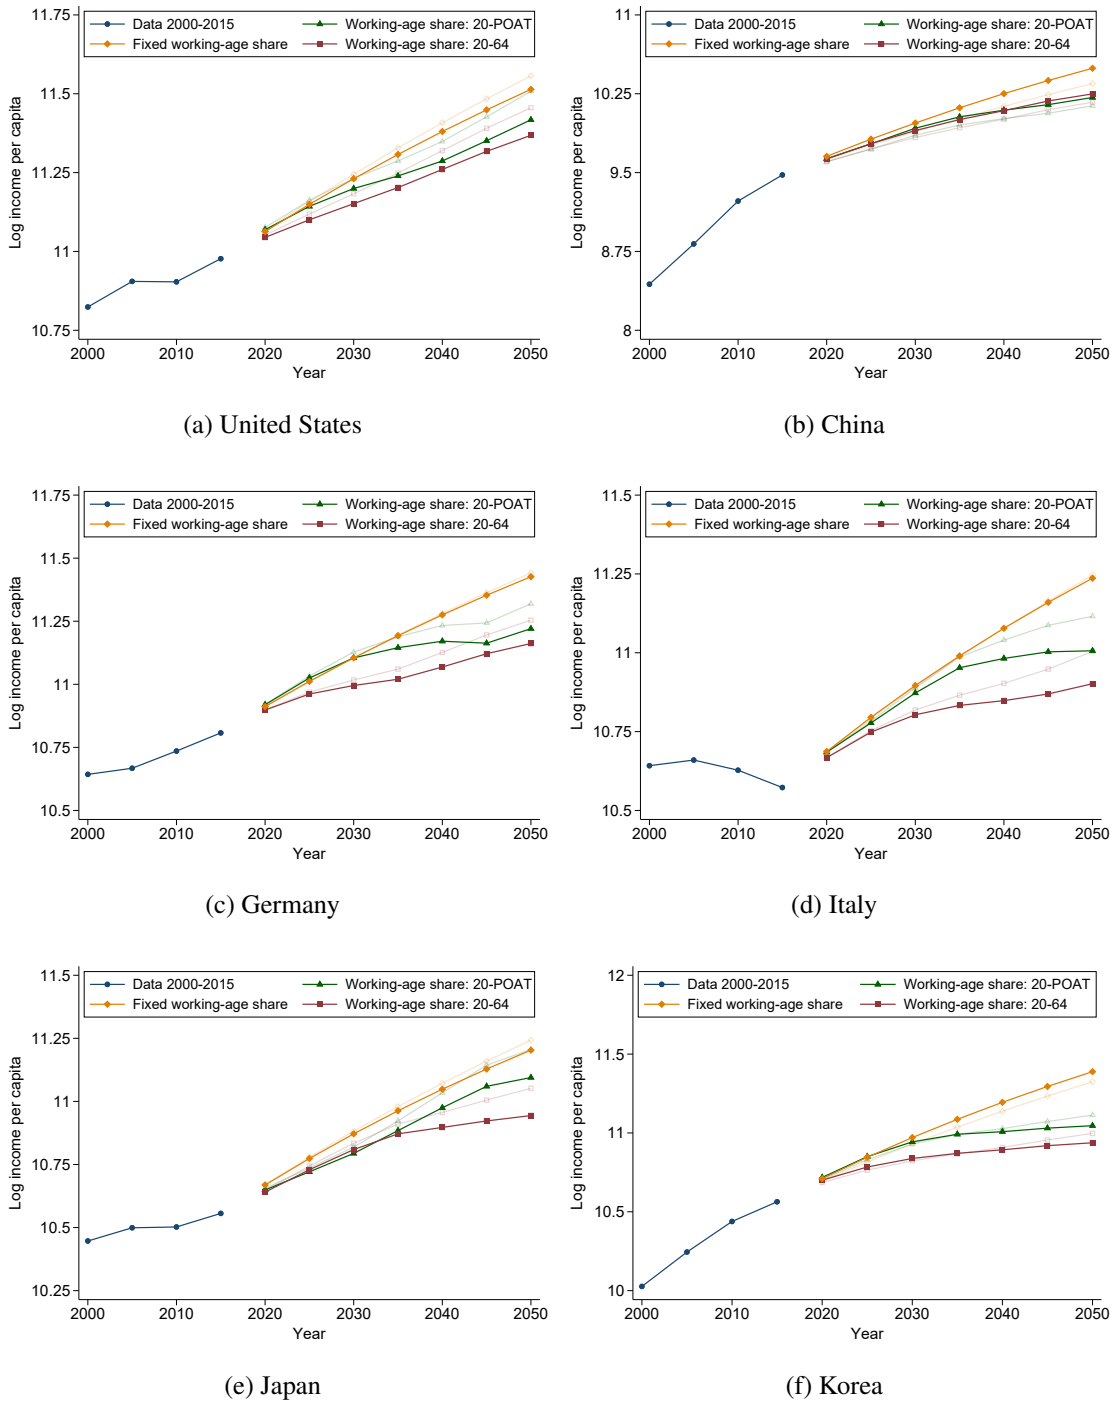 11.75
11.5
11.25
11
10.75
Log income per capita
Data 2000-2015
Working-age share: 20-POAT
Fixed working-age share
Working-age share: 20-64
2000
2010
2020
2030
2040
2050
Year
(a) United States
11
10.25
9.5
8.75
8
Log income per capita
Data 2000-2015
Working-age share: 20-POAT
Fixed working-age share
Working-age share: 20-64
2000
2010
2020
2030
2040
2050
Year
(b) China
11.75
11.5
11.25
11
10.75
10.5
Log income per capita
Data 2000-2015
Working-age share: 20-POAT
Fixed working-age share
Working-age share: 20-64
2000
2010
2020
2030
2040
2050
Year
(c) Germany
11.5
11.25
11
10.75
10.5
Log income per capita
Data 2000-2015
Working-age share: 20-POAT
Fixed working-age share
Working-age share: 20-64
2000
2010
2020
2030
2040
2050
Year
(d) Italy
11.5
11.25
11
10.75
10.5
10.25
Log income per capita
Data 2000-2015
Working-age share: 20-POAT
Fixed working-age share
Working-age share: 20-64
2000
2010
2020
2030
2040
2050
Year
(e) Japan
12
11.5
11
10.5
10
Log income per capita
Data 2000-2015
Working-age share: 20-POAT
Fixed working-age share
Working-age share: 20-64
2000
2010
2020
2030
2040
2050
Year
(f) Korea